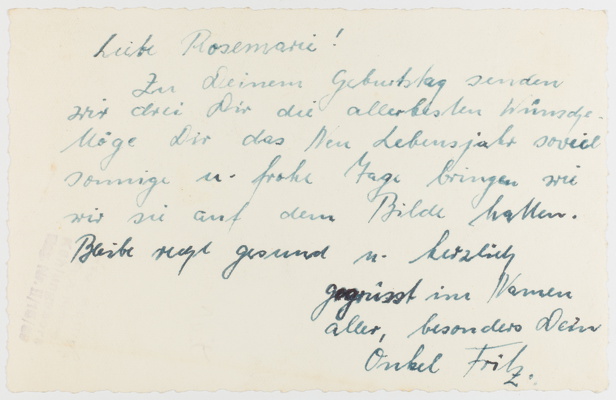 Liebe Rosemarie!
Zu Deinem Geburtstag senden
wir drei Dir die allerbesten Wünsche.
Möge Dir das Neu Lebensjahr soviel
sonnige u. frohe Tage bringen wie
wir sie auf dem Bilde hatten.
Bleibe recht gesund u. herzlich
gegrüsst im Namen
aller, besonders Dein
Onkel Fritz.